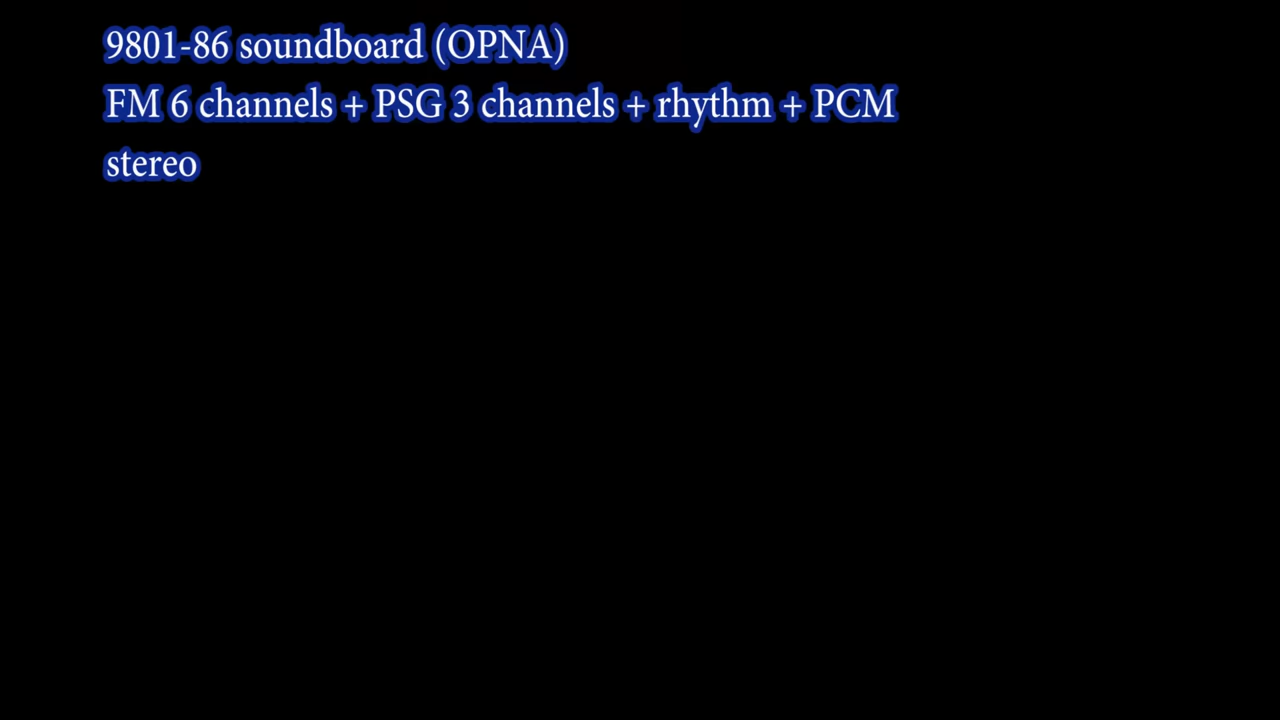 9801-86 soundboard (OPNA)
FM 6 channels + PSG 3 channels + rhythm + PCM
stereo